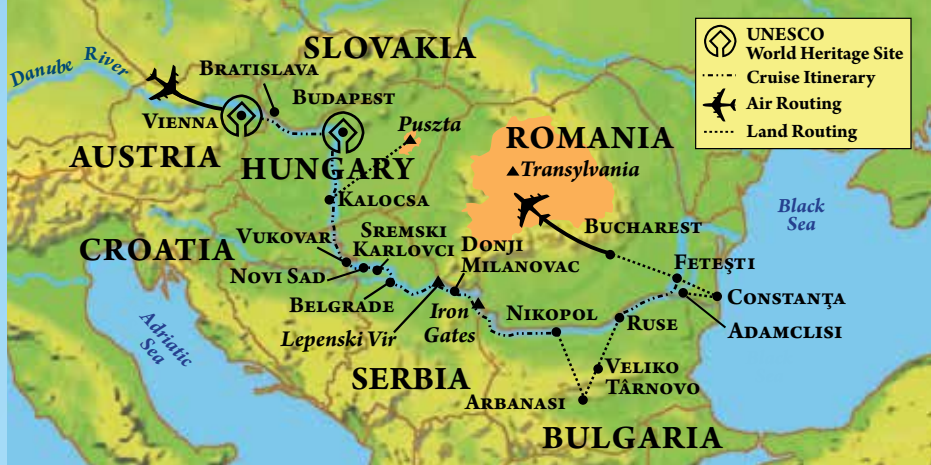 SLOVAKIA
Danube River
BRATISLAVA
BUDAPEST
VIENNA
Puszta
AUSTRIA
HUNGARY
ROMANIA
Transylvania
KALOCSA
CROATIA
VUKOVAR
SREMSKI
KARLOVCI
NOVI SAD
BELGRADE
DONJI
MILANOVAC
Lepenski Vir
Iron
Gates
BUCHAREST
FETEŞTI
CONSTANŢA
ADAMCLISI
NIKOPOL
RUSE
VELIKO
TÂRNOVO
ARBANASI
SERBIA
BULGARIA
Adriatic
Sea
Black
Sea
UNESCO
World Heritage Site
Cruise Itinerary
Air Routing
Land Routing